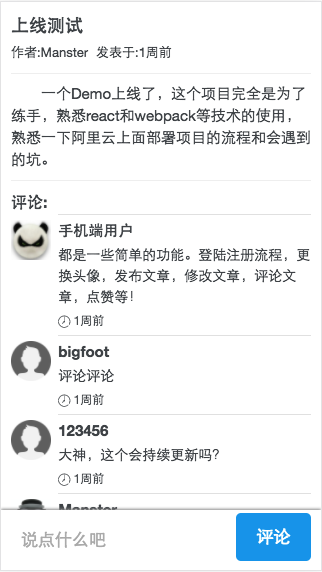 上线测试
作者:Manster 发表于:1周前
一个Demo上线了，这个项目完全是为了
练手，熟悉react和webpack等技术的使用，
熟悉一下阿里云上面部署项目的流程和会遇到
的坑。
评论:
手机端用户
都是一些简单的功能。登陆注册流程，更
换头像，发布文章，修改文章，评论文
章，点赞等！
1周前
bigfoot
评论评论
1周前
123456
大神，这个会持续更新吗?
1周前
Manster
说点什么吧
评论